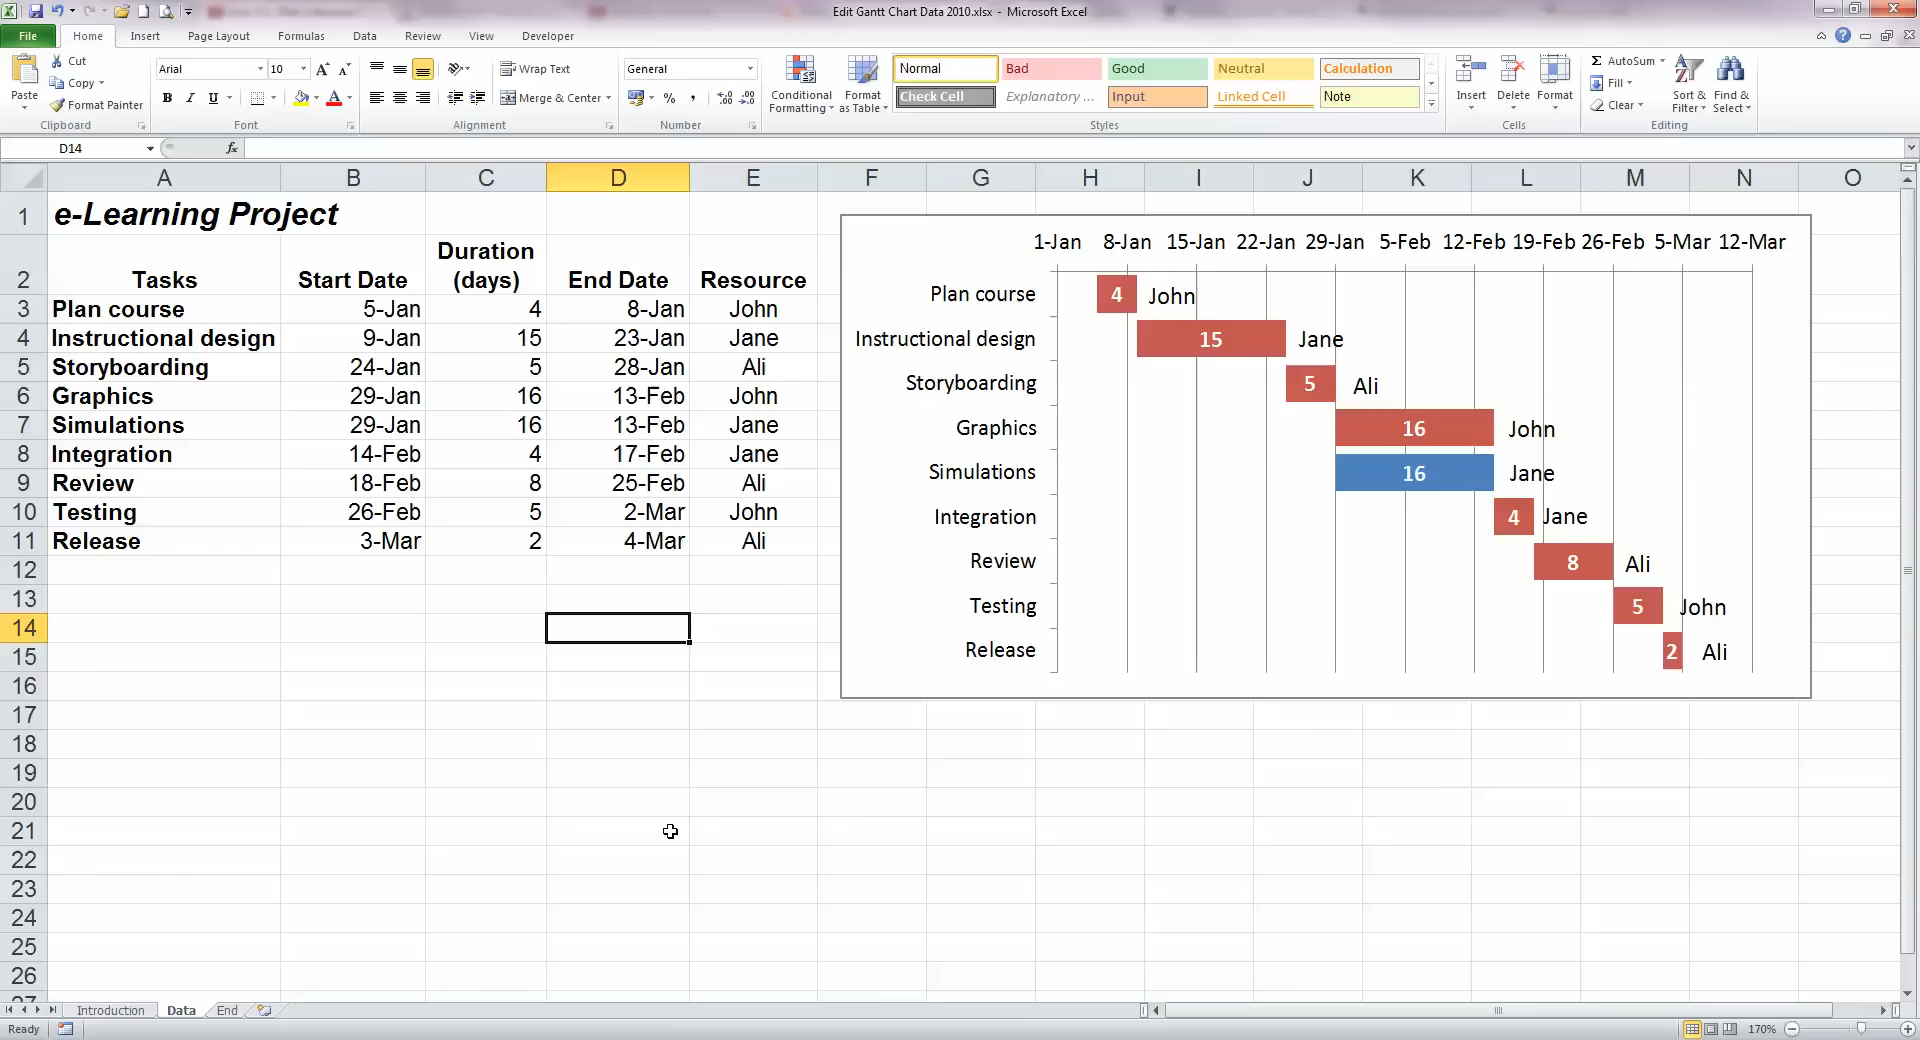 Edit Gantt Chart Data 2010.xlsx - Microsoft Excel
File Home Insert Page Layout Formulas Data Review View Developer
Paste
Cut
Copy
Format Painter
Clipboard
Arial 10
B I U
Font
Wrap Text
Merge & Center
Alignment
General
Number
Conditional Formatting
Format as Table
Normal Bad Good Neutral Calculation
Check Cell Explanatory ... Input Linked Cell Note
Styles
Insert Delete Format
Cells
AutoSum
Fill
Clear
Sort & Filter
Find & Select
Editing
D14 fx
A B C D E F G H I J K L M N O
1 e-Learning Project
2 Tasks Start Date Duration (days) End Date Resource
3 Plan course 5-Jan 4 8-Jan John
4 Instructional design 9-Jan 15 23-Jan Jane
5 Storyboarding 24-Jan 5 28-Jan Ali
6 Graphics 29-Jan 16 13-Feb John
7 Simulations 29-Jan 16 13-Feb Jane
8 Integration 14-Feb 4 17-Feb Jane
9 Review 18-Feb 8 25-Feb Ali
10 Testing 26-Feb 5 2-Mar John
11 Release 3-Mar 2 4-Mar Ali
12
13
14
15
16
17
18
19
20
21
22
23
24
25
26
27
1-Jan 8-Jan 15-Jan 22-Jan 29-Jan 5-Feb 12-Feb 19-Feb 26-Feb 5-Mar 12-Mar
Plan course 4 John
Instructional design 15 Jane
Storyboarding 5 Ali
Graphics 16 John
Simulations 16 Jane
Integration 4 Jane
Review 8 Ali
Testing 5 John
Release 2 Ali
Introduction Data End
Ready
170%